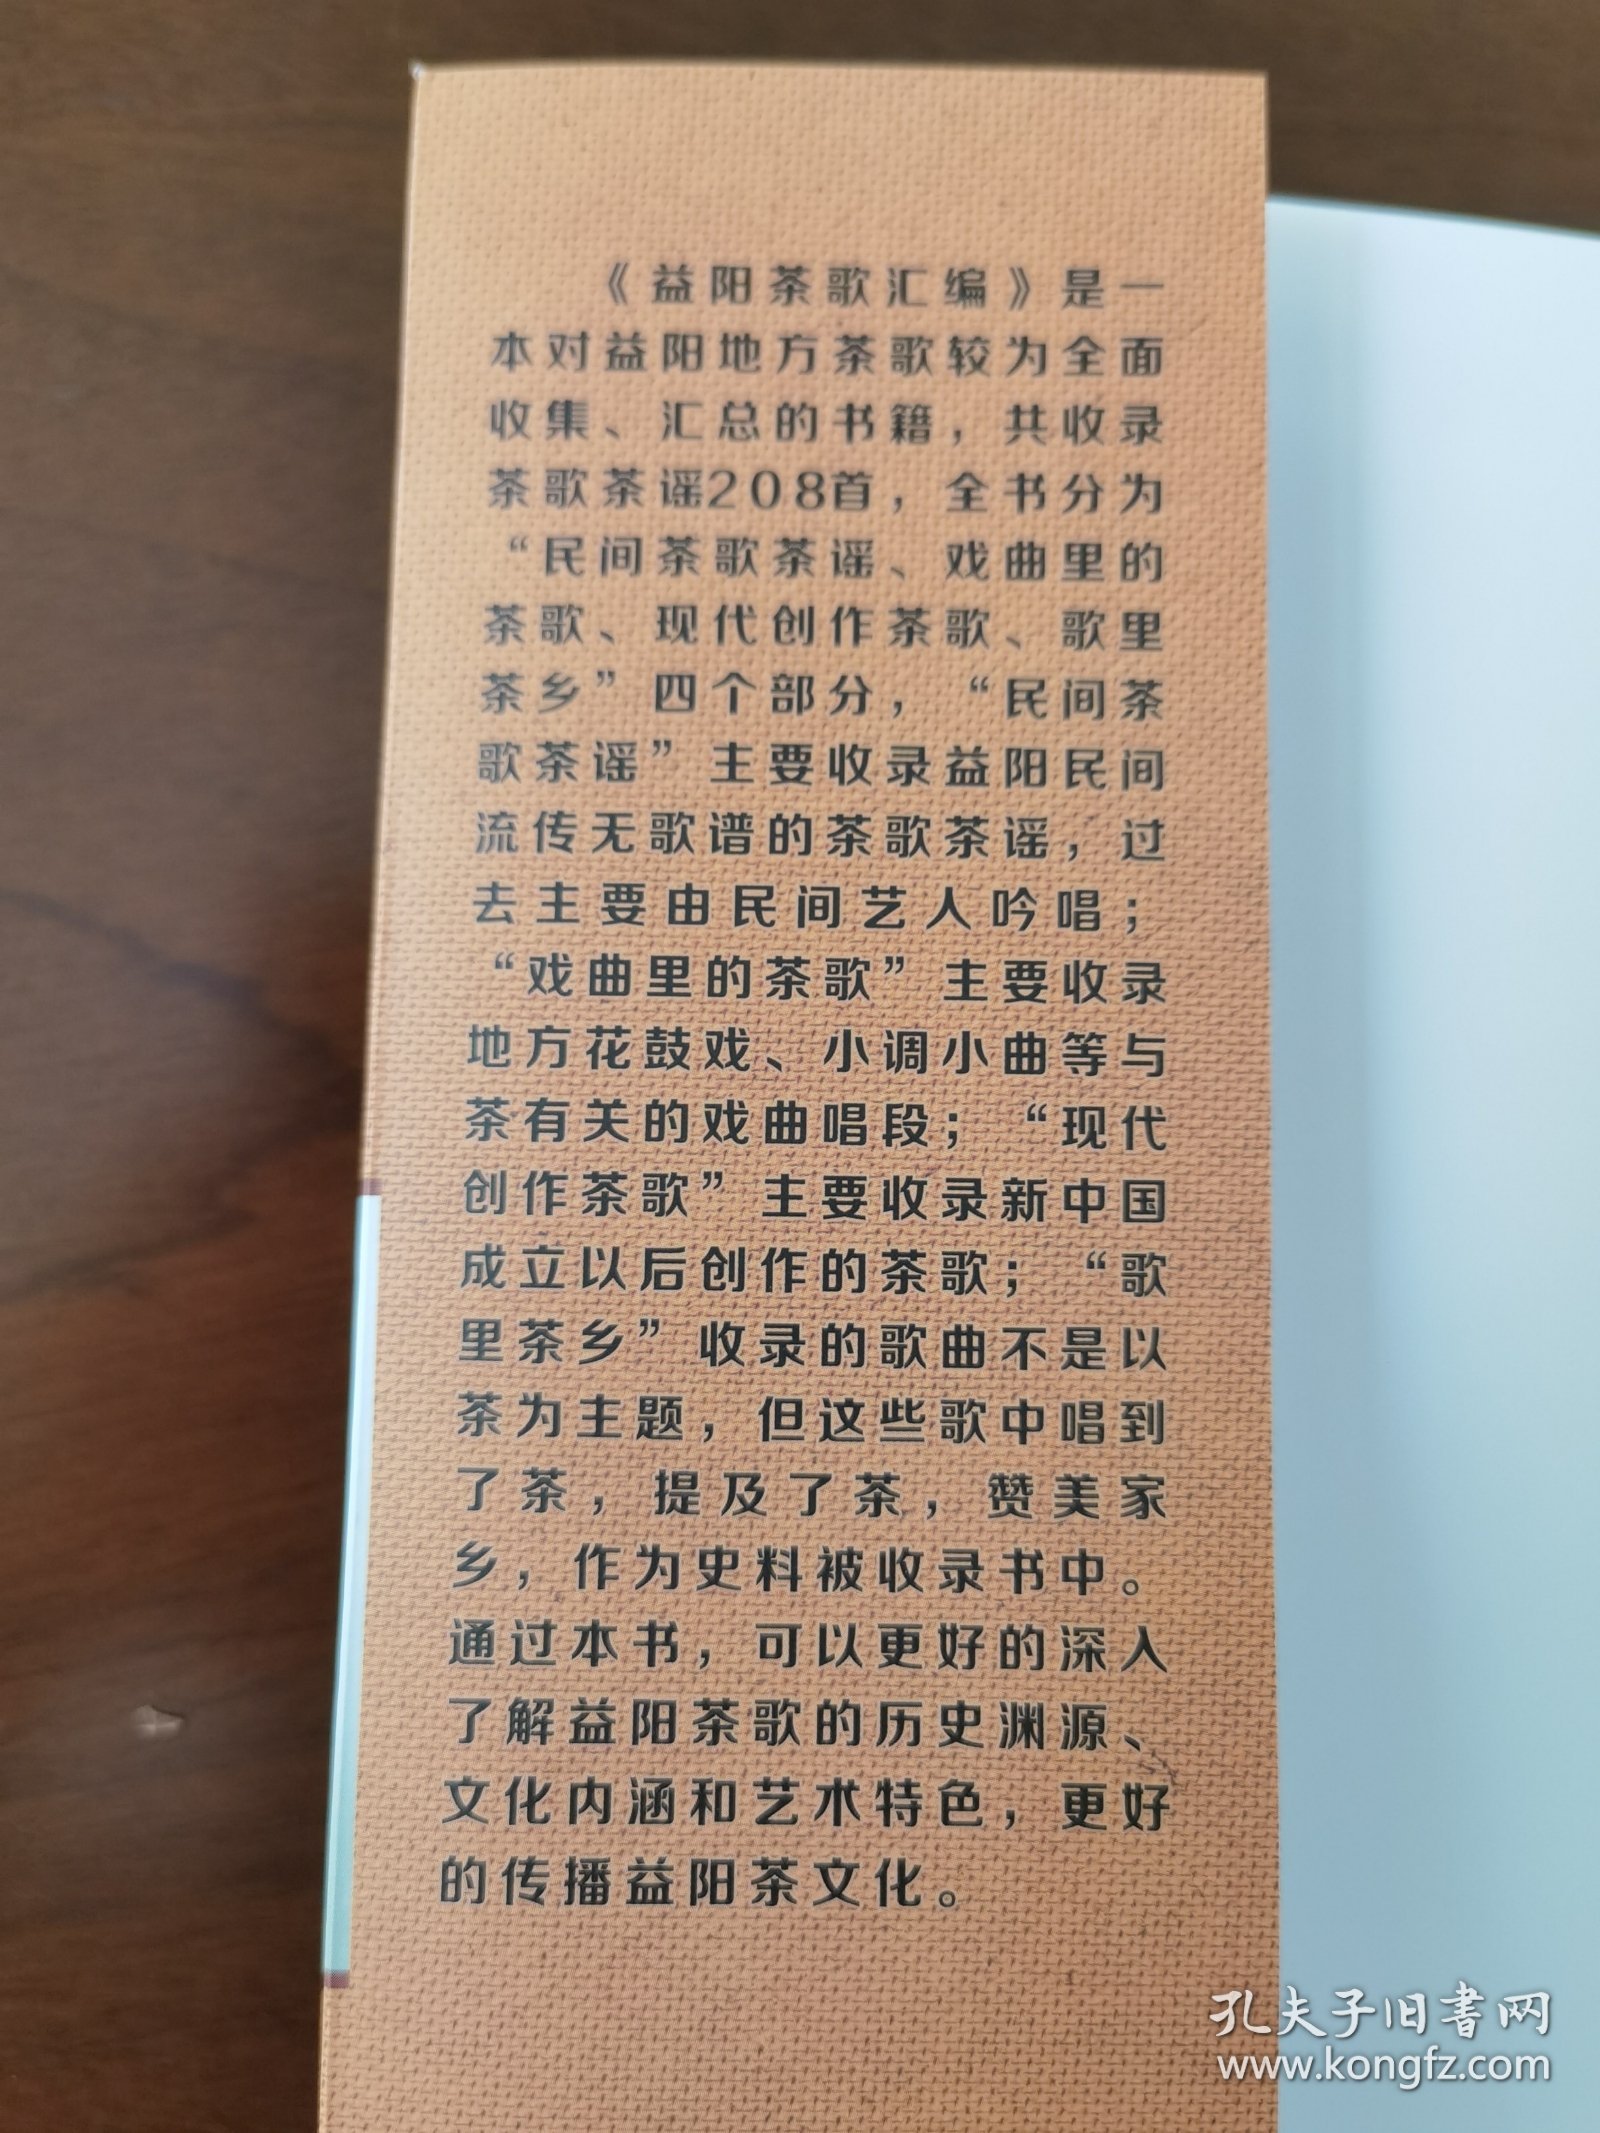 《益阳茶歌汇编》是一
本对益阳地方茶歌较为全面
收集、汇总的书籍，共收录
茶歌茶谣208首，全书分为
“民间茶歌茶谣、戏曲里的
茶歌、现代创作茶歌、歌里
茶乡”四个部分，“民间茶
歌茶谣”主要收录益阳民间
流传无歌谱的茶歌茶谣，过
去主要由民间艺人吟唱；
“戏曲里的茶歌”主要收录
地方花鼓戏、小调小曲等与
茶有关的戏曲唱段；“现代
创作茶歌”主要收录新中国
成立以后创作的茶歌；“歌
里茶乡”收录的歌曲不是以
茶为主题，但这些歌中唱到
了茶，提及了茶，赞美家
乡，作为史料被收录书中。
通过本书，可以更好的深入
了解益阳茶歌的历史渊源、
文化内涵和艺术特色，更好
的传播益阳茶文化。
孔夫子旧書网
www.kongfz.com